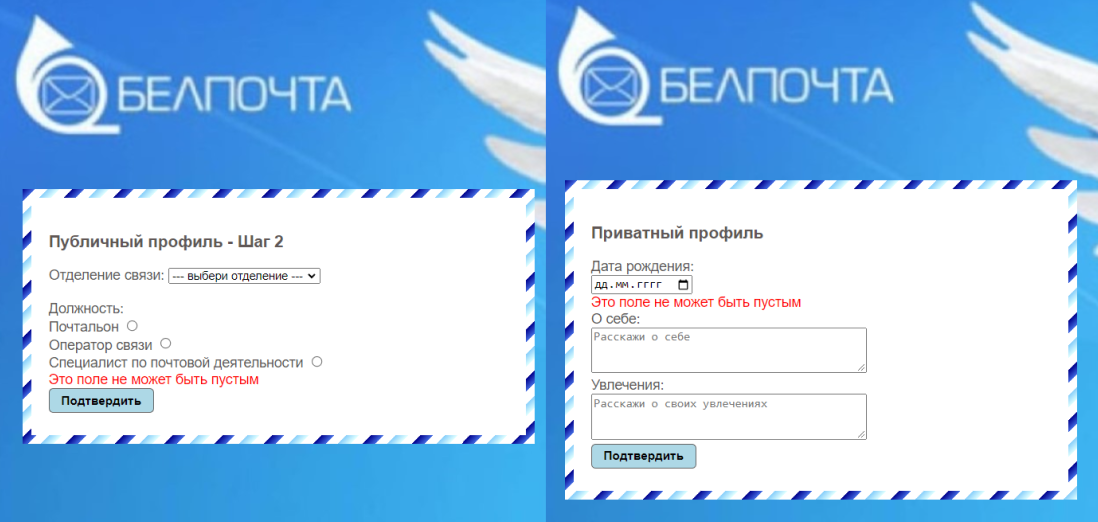 БЕЛПОЧТА
Публичный профиль - Шаг 2
Отделение связи: --- выбери отделение ---
Должность:
Почтальон
Оператор связи
Специалист по почтовой деятельности
Это поле не может быть пустым
Подтвердить
БЕЛПОЧТА
Приватный профиль
Дата рождения:
дд.мм.гггг
Это поле не может быть пустым
О себе:
Расскажи о себе
Увлечения:
Расскажи о своих увлечениях
Подтвердить